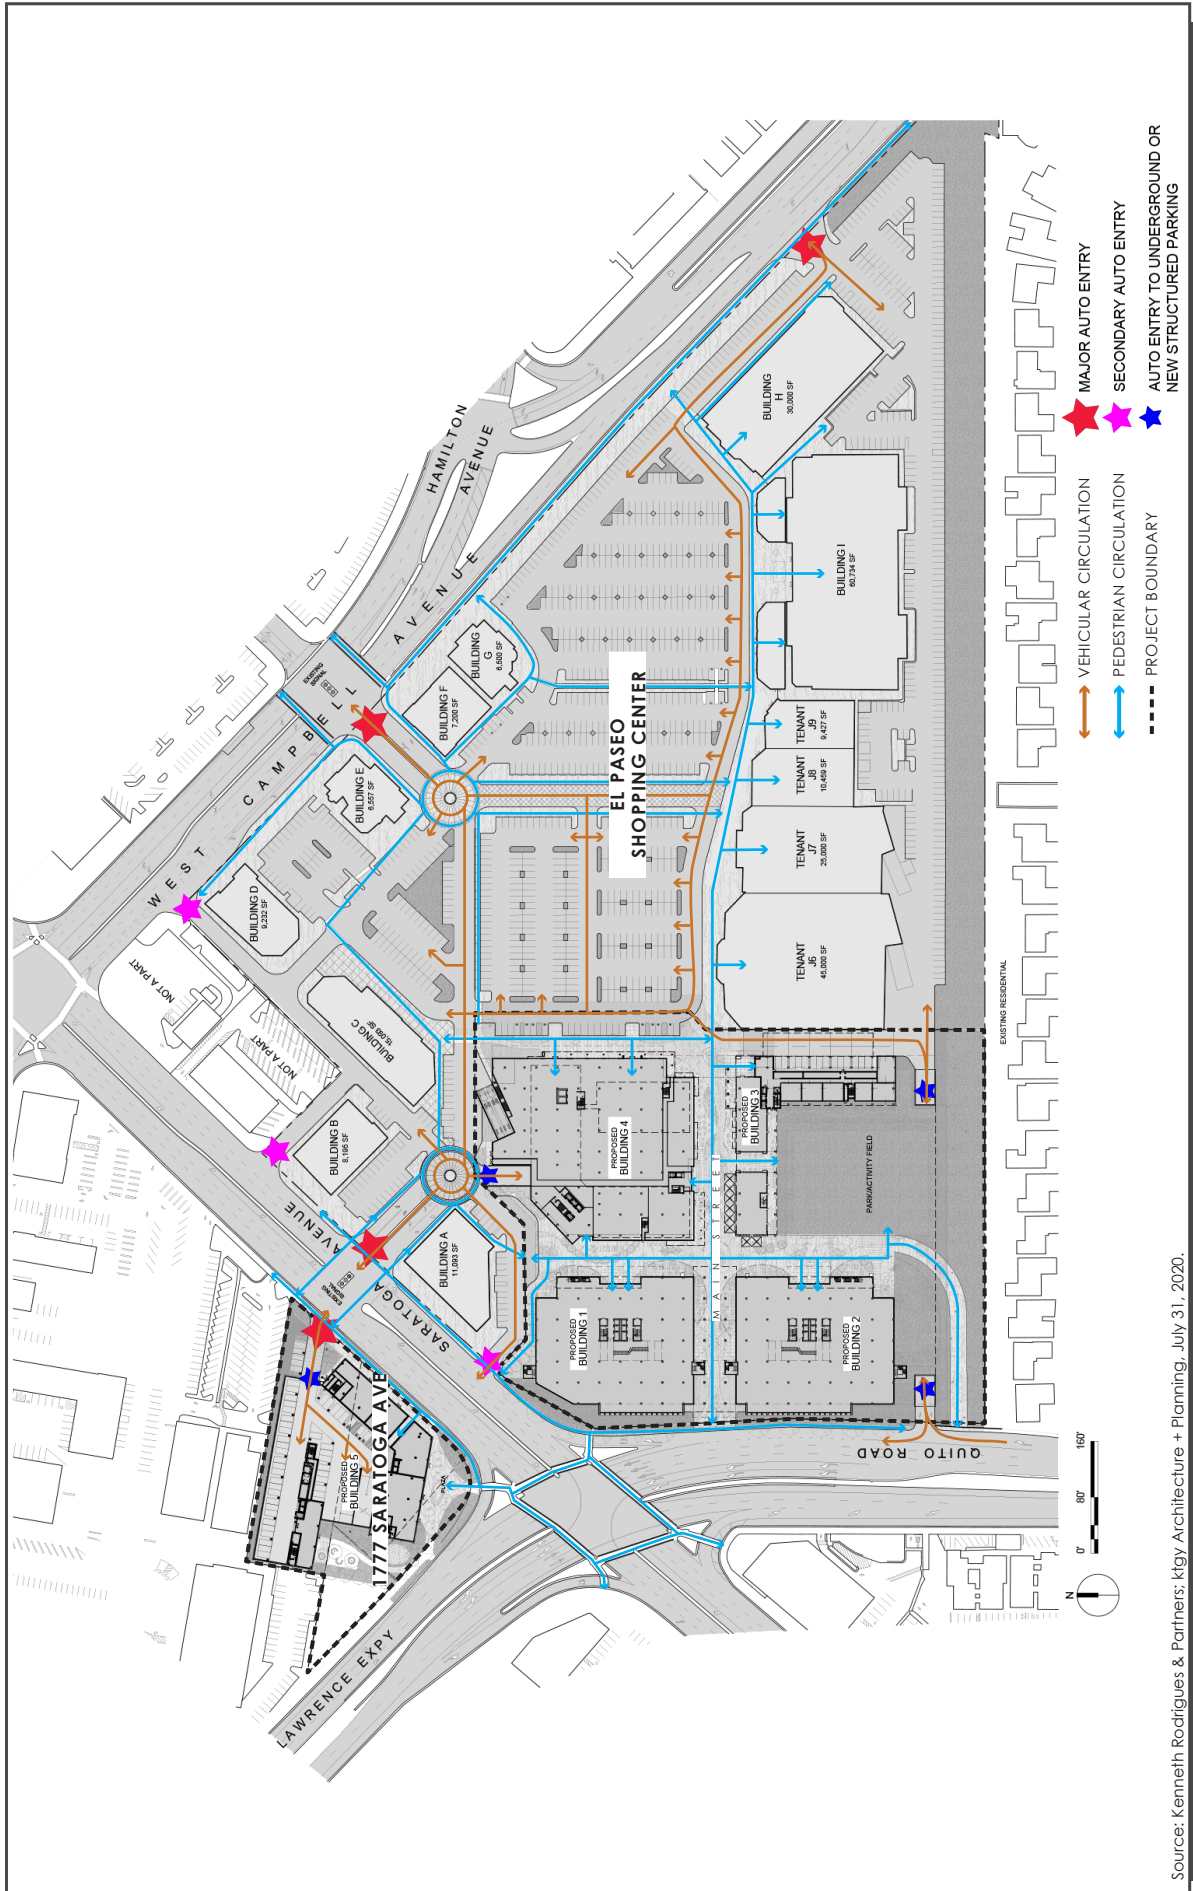 HAMILTON
AVENUE
WEST CAMPBELL
AVENUE
EXISTING
SIGNAL
NOT A PART
NOT A PART
BUILDING H
30,000 SF
BUILDING
G
6,500 SF
BUILDING F
7,200 SF
BUILDING E
6,557 SF
BUILDING D
9,232 SF
BUILDING C
15,093 SF
BUILDING B
8,195 SF
BUILDING A
11,093 SF
BUILDING I
60,734 SF
TENANT
J9
9,427 SF
TENANT
J8
10,459 SF
TENANT
J7
25,000 SF
TENANT
J6
45,000 SF
EL PASEO
SHOPPING CENTER
PROPOSED
BUILDING 4
PROPOSED
BUILDING 3
PARK/ACTIVITY FIELD
MAIN STREET
PROPOSED
BUILDING 1
PROPOSED
BUILDING 2
SARATOGA
AVENUE
EXISTING
SIGNAL
PROPOSED
BUILDING 5
1777 SARATOGA AVE
PLAZA
LAWRENCE EXPY
QUITO ROAD
EXISTING RESIDENTIAL
VEHICULAR CIRCULATION
PEDESTRIAN CIRCULATION
PROJECT BOUNDARY
MAJOR AUTO ENTRY
SECONDARY AUTO ENTRY
AUTO ENTRY TO UNDERGROUND OR
NEW STRUCTURED PARKING
N
0' 80' 160'
Source: Kenneth Rodrigues & Partners; khgy Architecture + Planning, July 31, 2020.